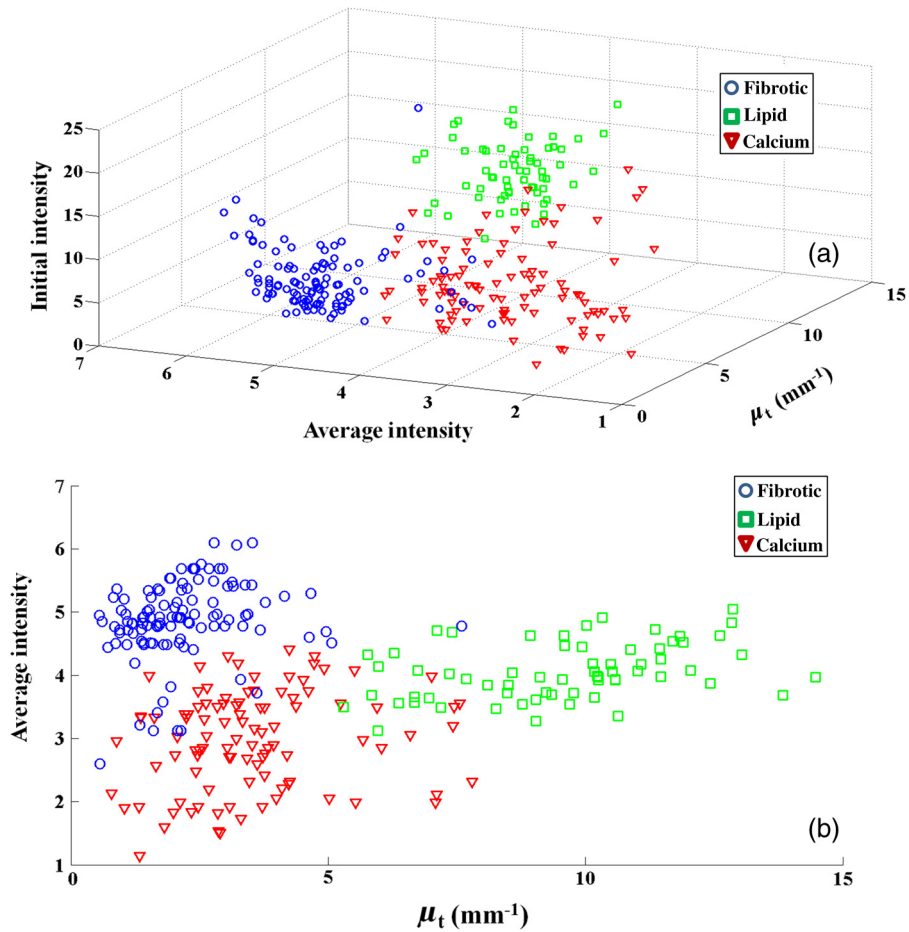 Fibrotic
Lipid
Calcium
(a)
Initial intensity
25
20
15
10
5
0
7
6
5
4
3
2
1
Average intensity
0
5
10
15
μt (mm-1)
Fibrotic
Lipid
Calcium
(b)
Average intensity
7
6
5
4
3
2
1
0
5
10
15
μt (mm-1)